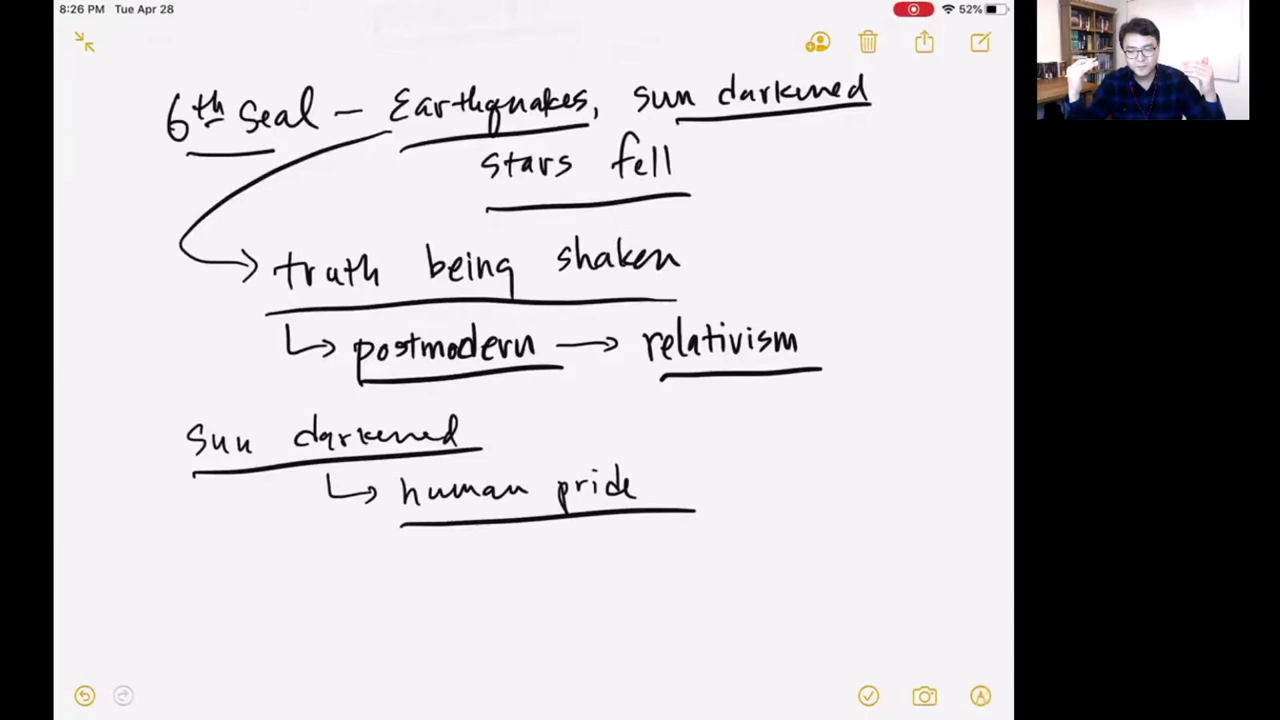 8:26 PM Tue Apr 28
52%
6th seal – Earthquakes, sun darkened
stars fell
truth being shaken
↳ postmodern → relativism
sun darkened
↳ human pride